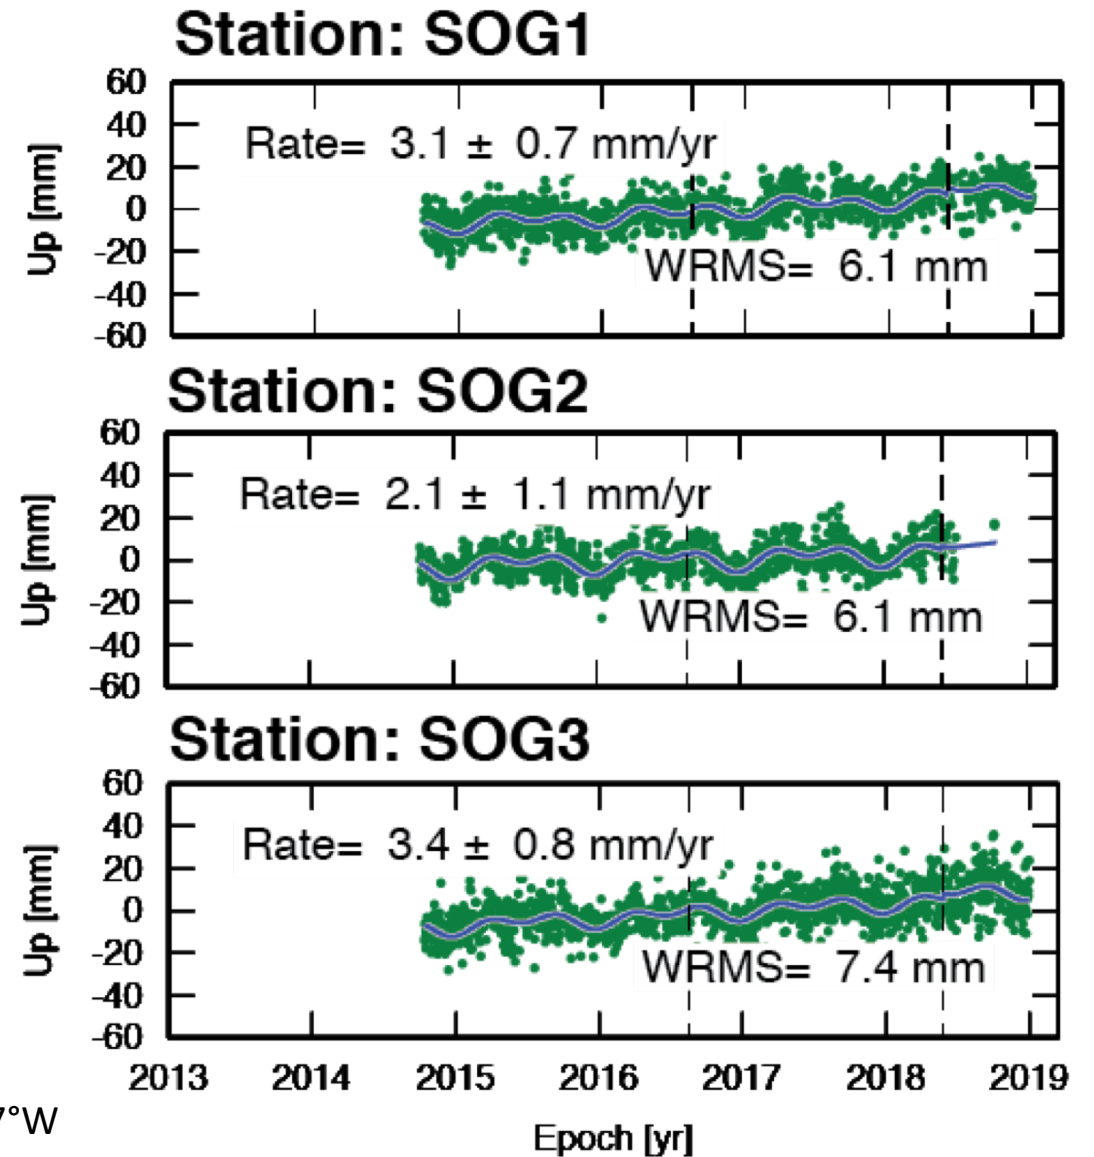 Station: SOG1
60
40
20
0
-20
-40
-60
Up [mm]
Rate= 3.1 ± 0.7 mm/yr
WRMS= 6.1 mm
Station: SOG2
60
40
20
0
-20
-40
-60
Up [mm]
Rate= 2.1 ± 1.1 mm/yr
WRMS= 6.1 mm
Station: SOG3
60
40
20
0
-20
-40
-60
Up [mm]
Rate= 3.4 ± 0.8 mm/yr
WRMS= 7.4 mm
2013 2014 2015 2016 2017 2018 2019
7°W
Epoch [yr]